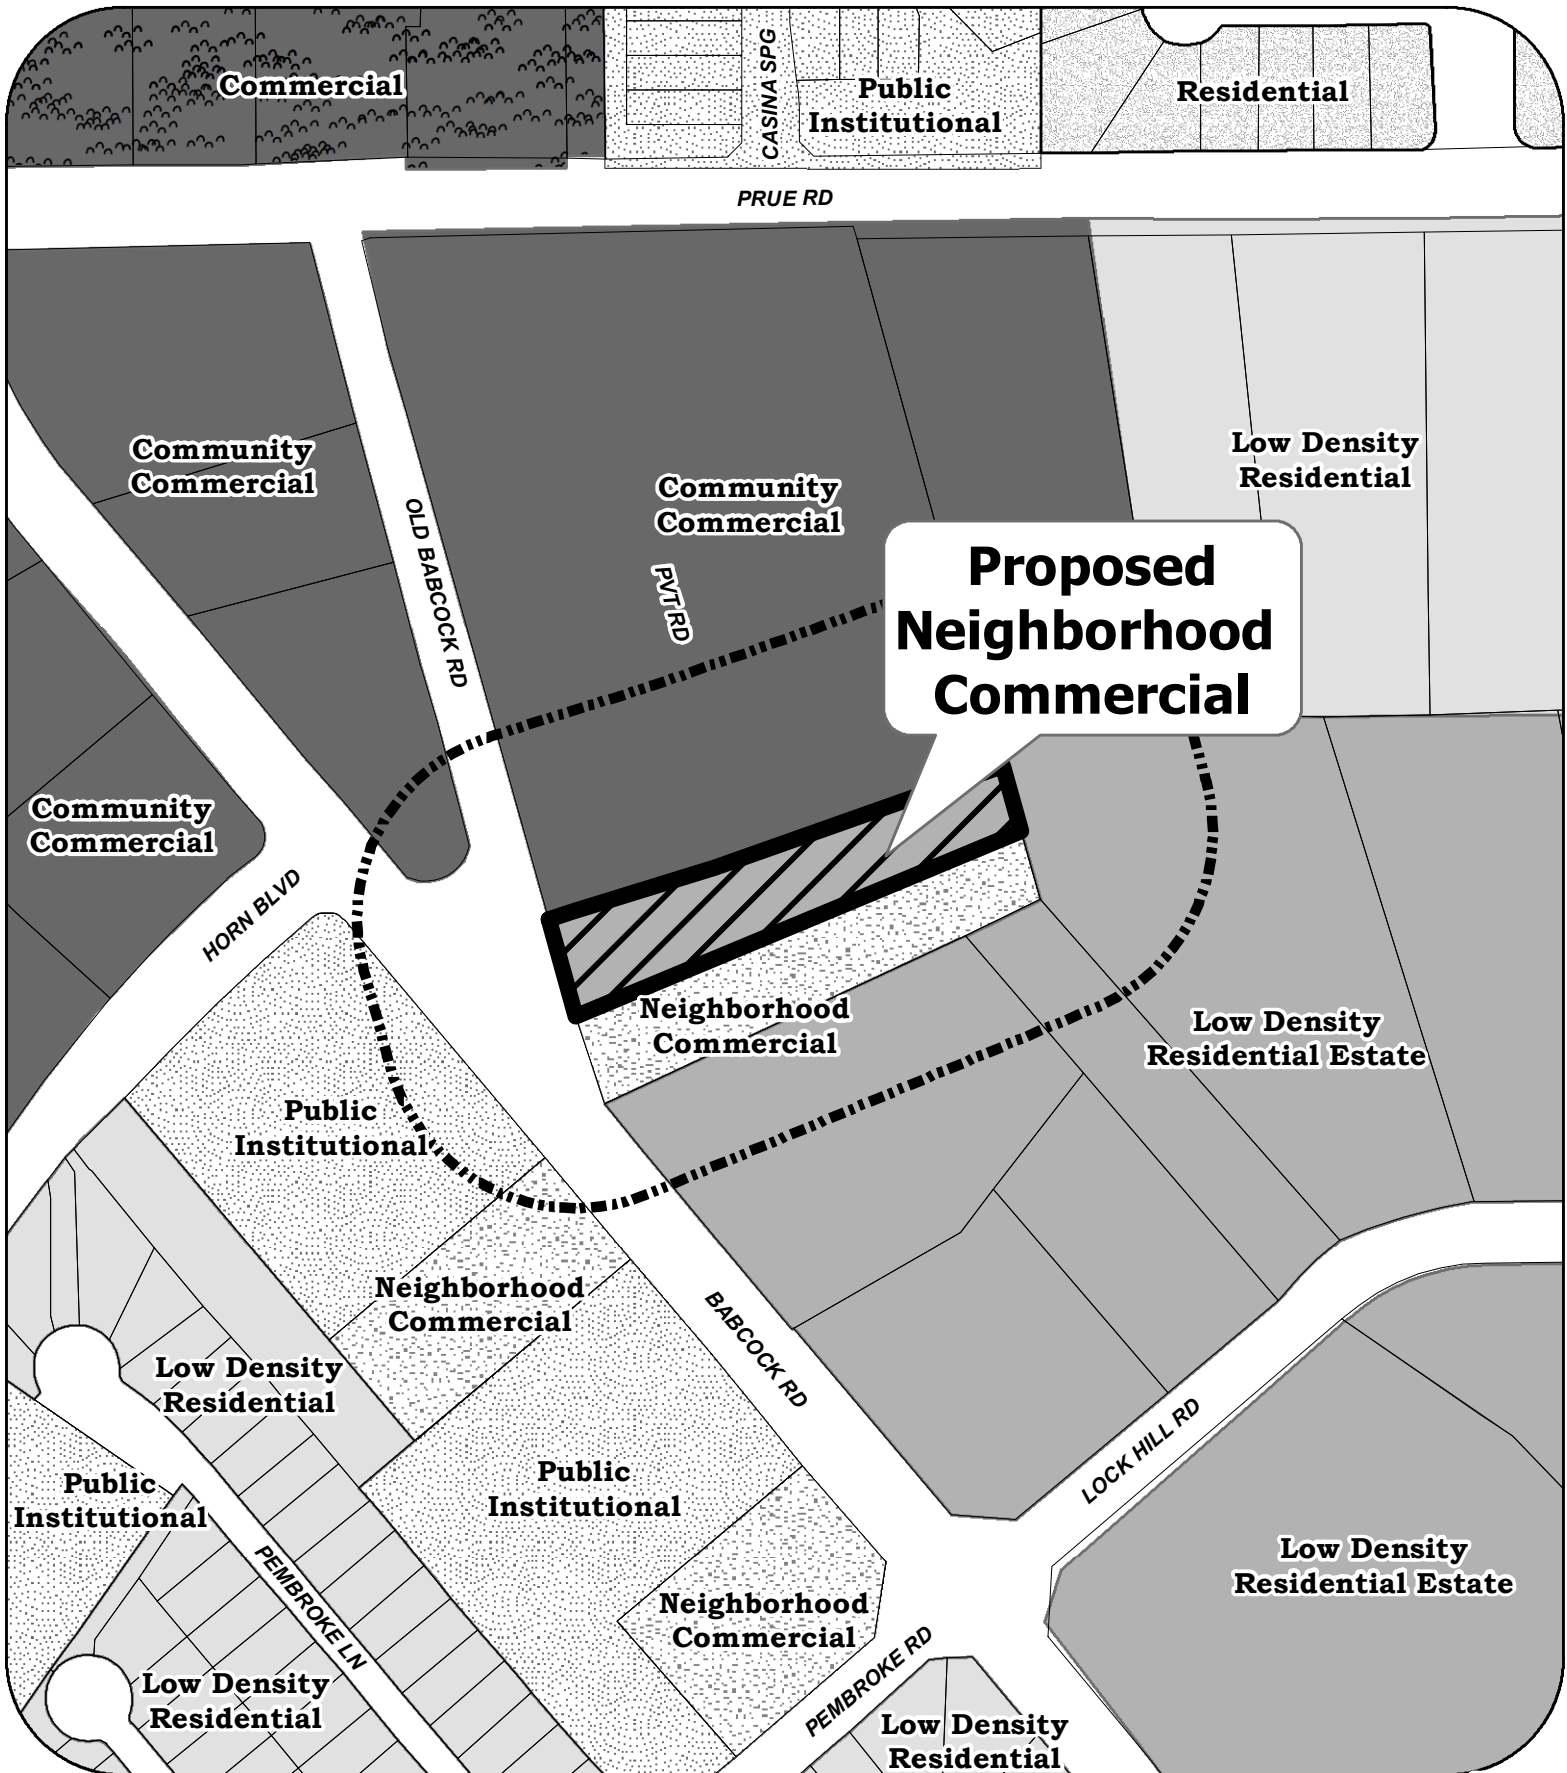 Commercial
CASINA SPG
Public
Institutional
Residential
PRUE RD
Community
Commercial
Low Density
Residential
Community
Commercial
OLD BABCOCK RD
PVT RD
Proposed
Neighborhood
Commercial
Community
Commercial
HORN BLVD
Neighborhood
Commercial
Low Density
Residential Estate
Public
Institutional
Neighborhood
Commercial
BABCOCK RD
Low Density
Residential
LOCK HILL RD
Public
Institutional
Public
Institutional
PEMBROKE LN
Low Density
Residential Estate
Neighborhood
Commercial
PEMBROKE RD
Low Density
Residential
Low Density
Residential